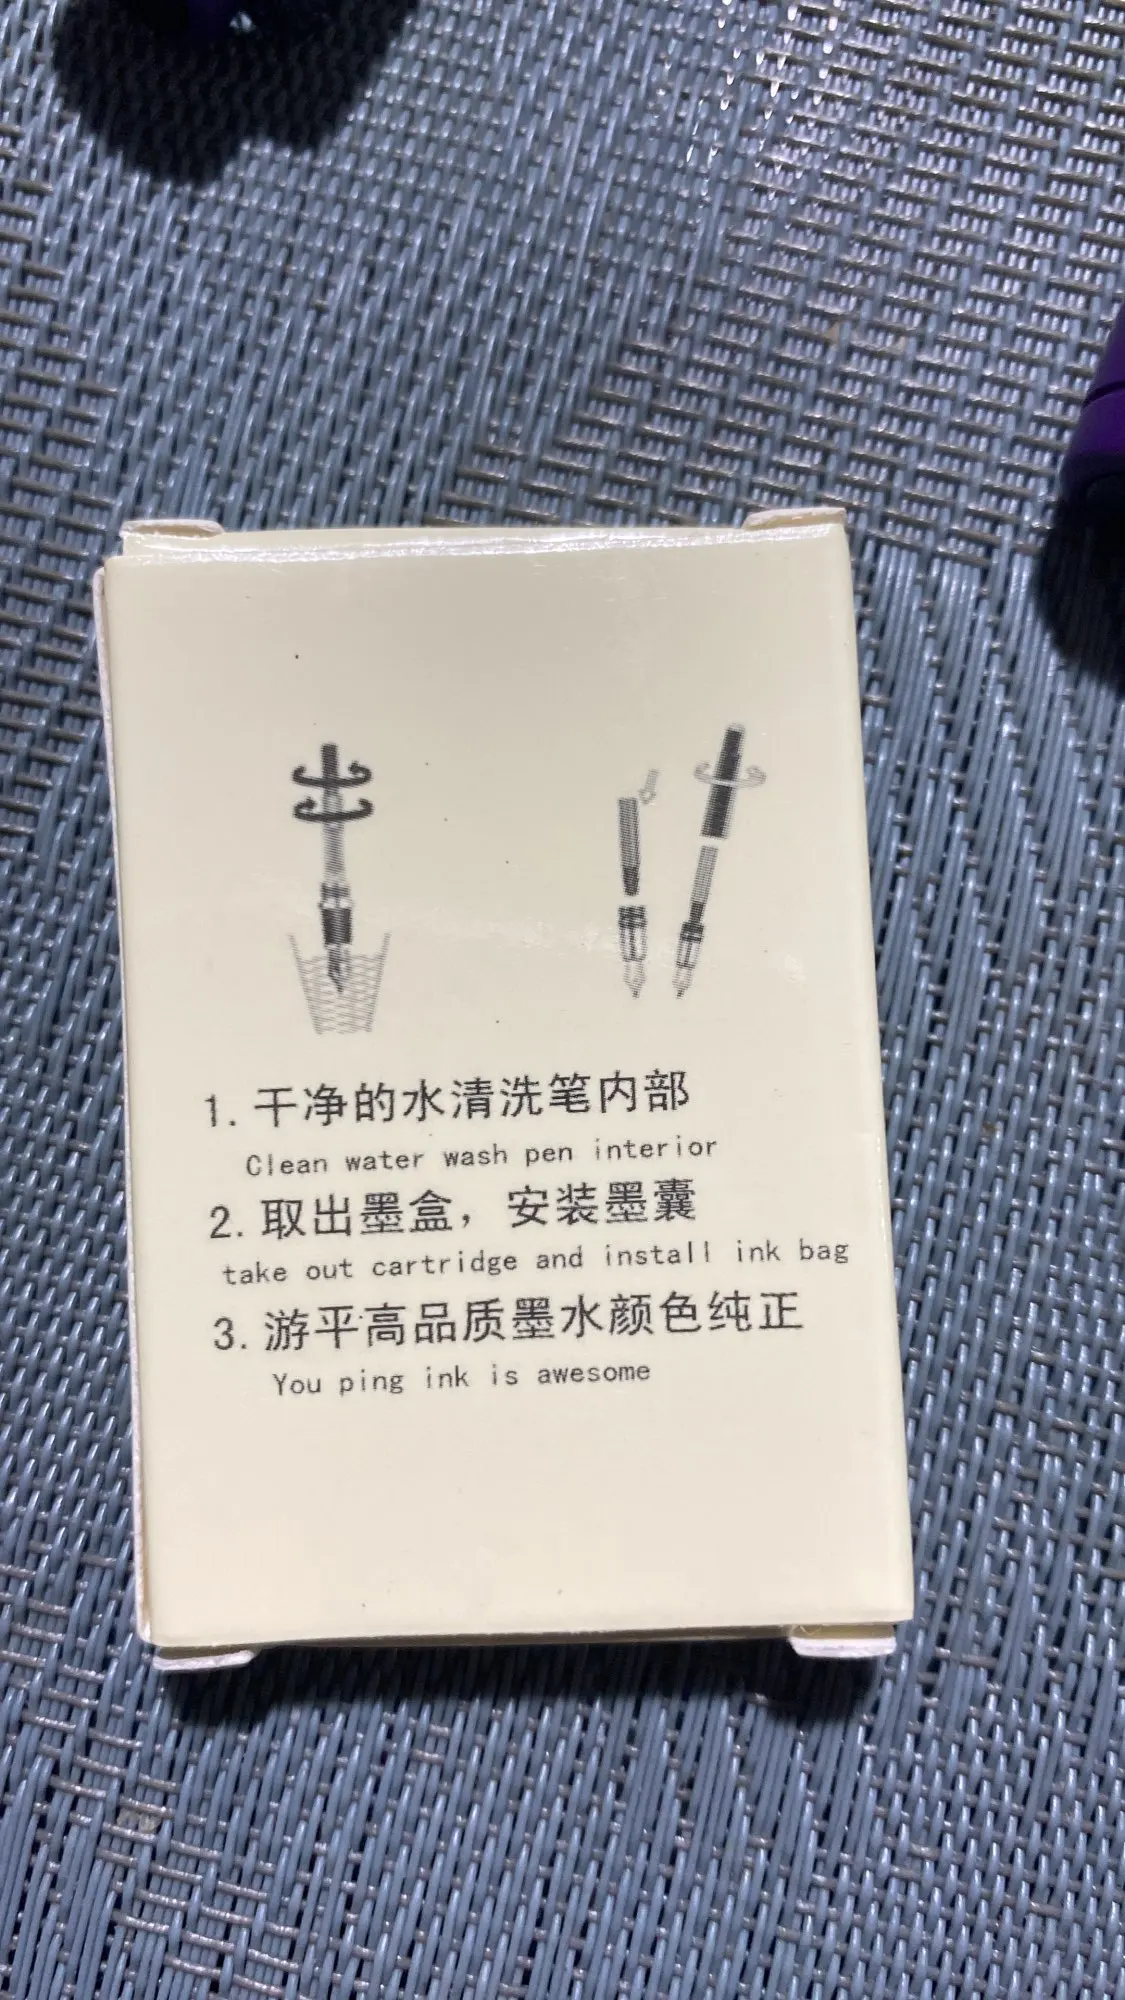 1. 干净的水清洗笔内部
Clean water wash pen interior
2. 取出墨盒，安装墨囊
take out cartridge and install ink bag
3. 游平高品质墨水颜色纯正
You ping ink is awesome